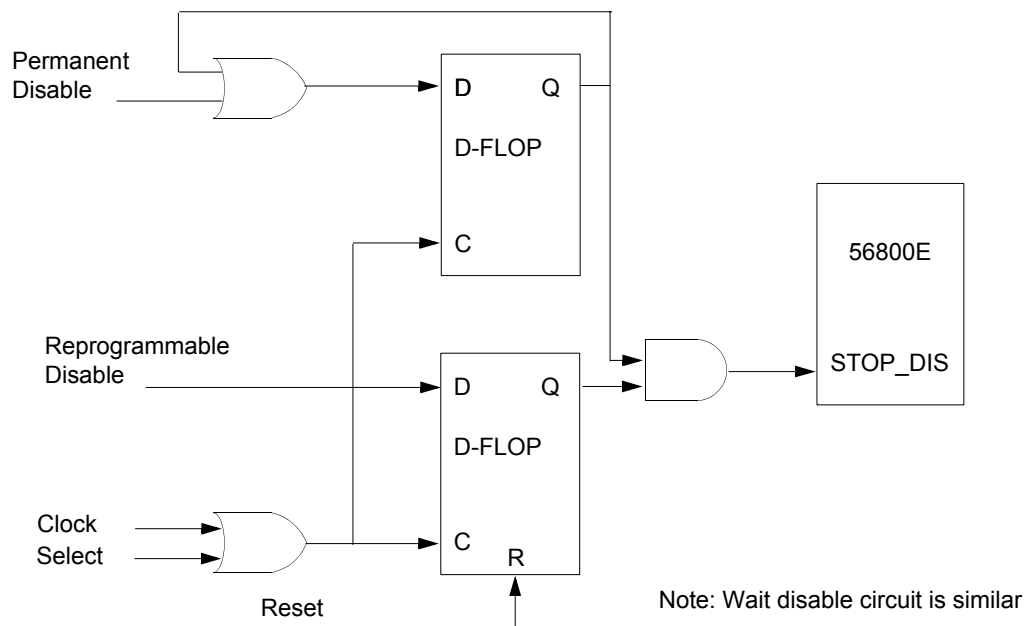 Permanent
Disable
D Q
D-FLOP
C
56800E
STOP_DIS
Reprogrammable
Disable
D Q
D-FLOP
C
R
Clock
Select
Reset
Note: Wait disable circuit is similar